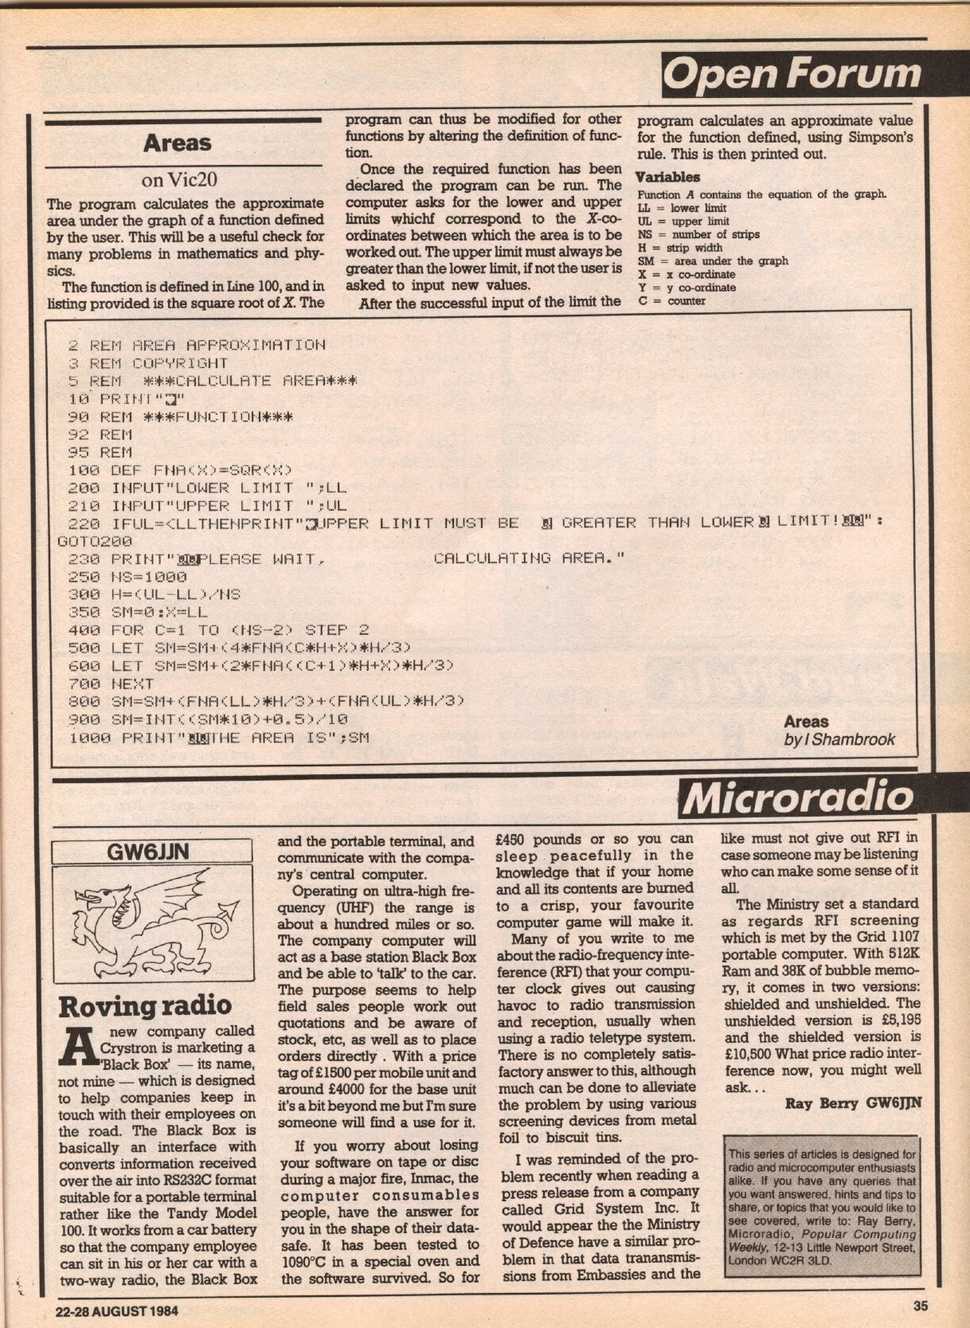 Open Forum
Areas
on Vic20
The program calculates the approximate
area under the graph of a function defined
by the user. This will be a useful check for
many problems in mathematics and phy-
sics.
The function is defined in Line 100, and in
listing provided is the square root of X. The
program can thus be modified for other
functions by altering the definition of func-
tion.
Once the required function has been
declared the program can be run. The
computer asks for the lower and upper
limits whichf correspond to the X-co-
ordinates between which the area is to be
worked out. The upper limit must always be
greater than the lower limit, if not the user is
asked to input new values.
After the successful input of the limit the
program calculates an approximate value
for the function defined, using Simpson's
rule. This is then printed out.
Variables
Function A contains the equation of the graph.
LL = lower limit
UL = upper limit
NS = number of strips
H = strip width
SM = area under the graph
X = x co-ordinate
Y = y co-ordinate
C = counter
2 REM AREA APPROXIMATION
3 REM COPYRIGHT
5 REM ***CALCULATE AREA***
10 PRINT""
90 REM ***FUNCTION***
92 REM
95 REM
100 DEF FNA(X)=SQR(X)
200 INPUT"LOWER LIMIT ";LL
210 INPUT"UPPER LIMIT ";UL
220 IFUL=<LLTHENPRINT"UPPER LIMIT MUST BE GREATER THAN LOWER LIMIT!":
GOTO200
230 PRINT"PLEASE WAIT, CALCULATING AREA."
250 NS=1000
300 H=(UL-LL)/NS
350 SM=0:X=LL
400 FOR C=1 TO (NS-2) STEP 2
500 LET SM=SM+(4*FNA(C*H+X)*H/3)
600 LET SM=SM+(2*FNA((C+1)*H+X)*H/3)
700 NEXT
800 SM=SM+(FNA(LL)*H/3)+(FNA(UL)*H/3)
900 SM=INT((SM*10)+0.5)/10
1000 PRINT"THE AREA IS";SM
Areas
by I Shambrook
Microradio
GW6JJN
Roving radio
A new company called
Crystron is marketing a
'Black Box' — its name,
not mine — which is designed
to help companies keep in
touch with their employees on
the road. The Black Box is
basically an interface with
converts information received
over the air into RS232C format
suitable for a portable terminal
rather like the Tandy Model
100. It works from a car battery
so that the company employee
can sit in his or her car with a
two-way radio, the Black Box
and the portable terminal, and
communicate with the compa-
ny's central computer.
Operating on ultra-high fre-
quency (UHF) the range is
about a hundred miles or so.
The company computer will
act as a base station Black Box
and be able to 'talk' to the car.
The purpose seems to help
field sales people work out
quotations and be aware of
stock, etc, as well as to place
orders directly . With a price
tag of £1500 per mobile unit and
around £4000 for the base unit
it's a bit beyond me but I'm sure
someone will find a use for it.
If you worry about losing
your software on tape or disc
during a major fire, Inmac, the
computer consumables
people, have the answer for
you in the shape of their data-
safe. It has been tested to
1090°C in a special oven and
the software survived. So for
£450 pounds or so you can
sleep peacefully in the
knowledge that if your home
and all its contents are burned
to a crisp, your favourite
computer game will make it.
Many of you write to me
about the radio-frequency inte-
ference (RFI) that your compu-
ter clock gives out causing
havoc to radio transmission
and reception, usually when
using a radio teletype system.
There is no completely satis-
factory answer to this, although
much can be done to alleviate
the problem by using various
screening devices from metal
foil to biscuit tins.
I was reminded of the pro-
blem recently when reading a
press release from a company
called Grid System Inc. It
would appear the the Ministry
of Defence have a similar pro-
blem in that data tranansmis-
sions from Embassies and the
like must not give out RFI in
case someone may be listening
who can make some sense of it
all.
The Ministry set a standard
as regards RFI screening
which is met by the Grid 1107
portable computer. With 512K
Ram and 38K of bubble memo-
ry, it comes in two versions:
shielded and unshielded. The
unshielded version is £5,195
and the shielded version is
£10,500 What price radio inter-
ference now, you might well
ask. . .
Ray Berry GW6JJN
This series of articles is designed for
radio and microcomputer enthusiasts
alike. If you have any queries that
you want answered, hints and tips to
share, or topics that you would like to
see covered, write to: Ray Berry,
Microradio, Popular Computing
Weekly, 12-13 Little Newport Street,
London WC2R 3LD.
22-28 AUGUST 1984
35